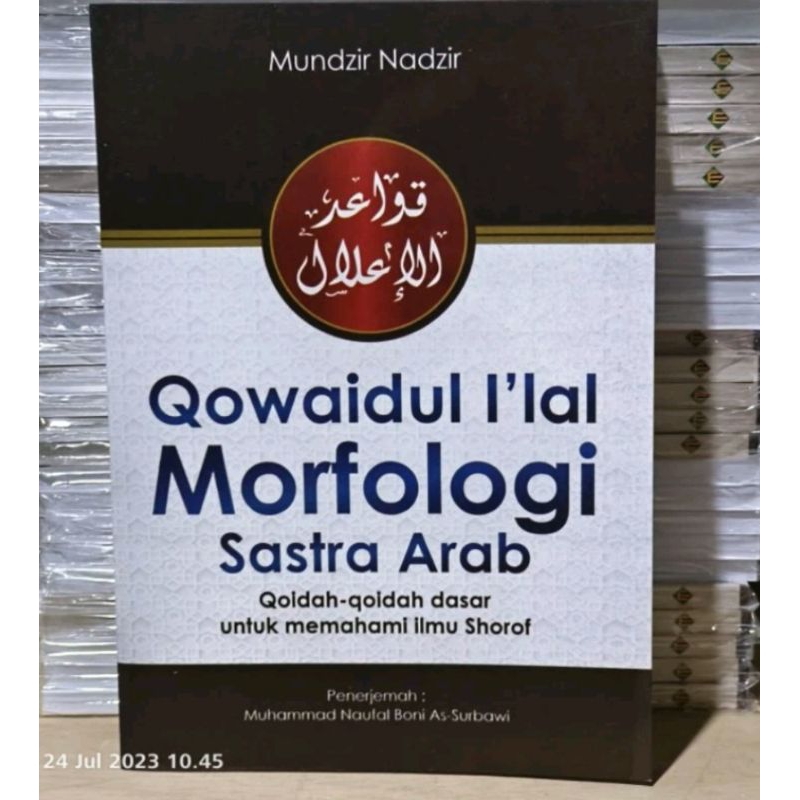 Mundzir Nadzir
قواعد
الإعلال
Qowaidul I'lal
Morfologi
Sastra Arab
Qoidah-qoidah dasar
untuk memahami ilmu Shorof
Penerjemah :
Muhammad Naufal Boni As-Surbawi
24 Jul 2023 10.45